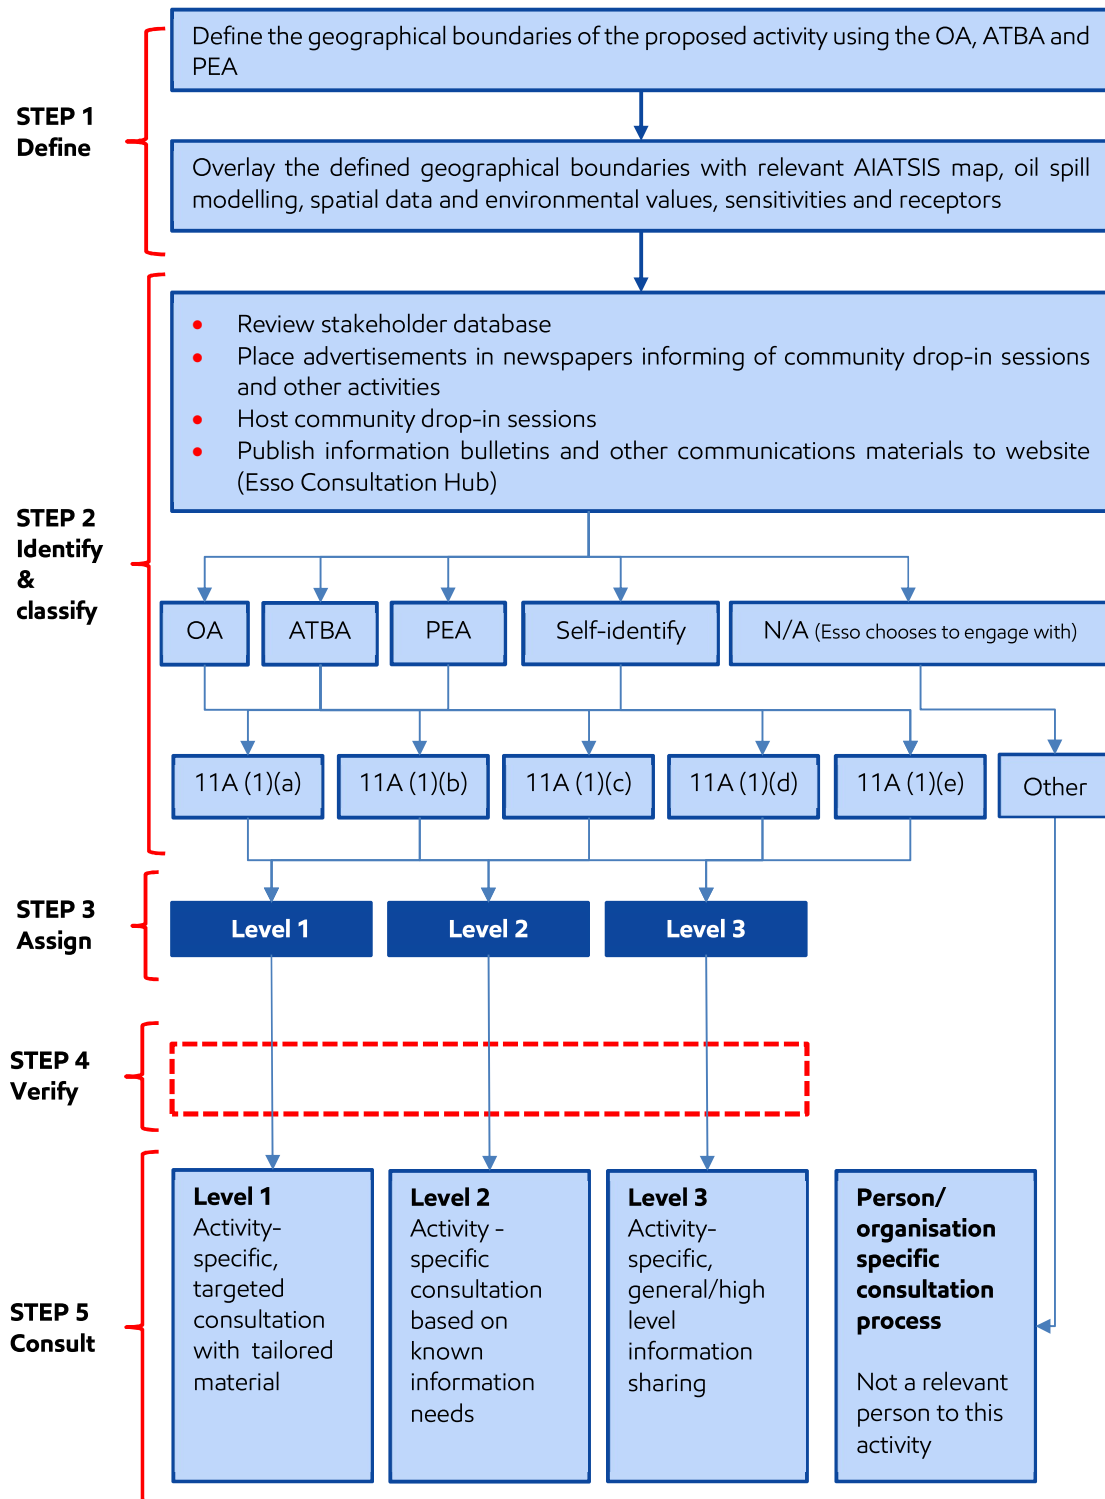 Define the geographical boundaries of the proposed activity using the OA, ATBA and
PEA
STEP 1
Define
Overlay the defined geographical boundaries with relevant AIATSIS map, oil spill
modelling, spatial data and environmental values, sensitivities and receptors
• Review stakeholder database
• Place advertisements in newspapers informing of community drop-in sessions
and other activities
• Host community drop-in sessions
• Publish information bulletins and other communications materials to website
(Esso Consultation Hub)
STEP 2
Identify
&
classify
OA
ATBA
PEA
Self-identify
N/A (Esso chooses to engage with)
11A (1)(a)
11A (1)(b)
11A (1)(c)
11A (1)(d)
11A (1)(e)
Other
STEP 3
Assign
Level 1
Level 2
Level 3
STEP 4
Verify
STEP 5
Consult
Level 1
Activity-
specific,
targeted
consultation
with tailored
material
Level 2
Activity -
specific
consultation
based on
known
information
needs
Level 3
Activity-
specific,
general/high
level
information
sharing
Person/
organisation
specific
consultation
process
Not a relevant
person to this
activity